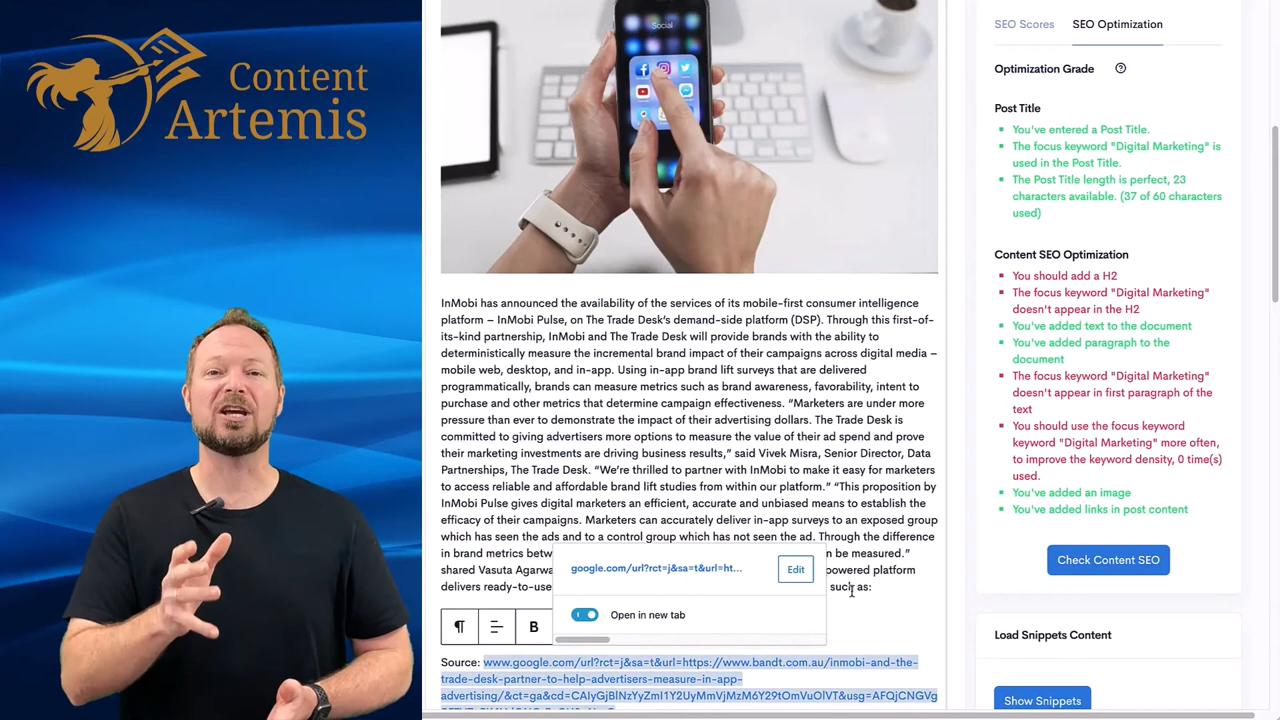 Content
Artemis
Social
InMobi has announced the availability of the services of its mobile-first consumer intelligence
platform – InMobi Pulse, on The Trade Desk's demand-side platform (DSP). Through this first-of-
its-kind partnership, InMobi and The Trade Desk will provide brands with the ability to
deterministically measure the incremental brand impact of their campaigns across digital media –
mobile web, desktop, and in-app. Using in-app brand lift surveys that are delivered
programmatically, brands can measure metrics such as brand awareness, favorability, intent to
purchase and other metrics that determine campaign effectiveness. “Marketers are under more
pressure than ever to demonstrate the impact of their advertising dollars. The Trade Desk is
committed to giving advertisers more options to measure the value of their ad spend and prove
their marketing investments are driving business results,” said Vivek Misra, Senior Director, Data
Partnerships, The Trade Desk. “We're thrilled to partner with InMobi to make it easy for marketers
to access reliable and affordable brand lift studies from within our platform.” “This proposition by
InMobi Pulse gives digital marketers an efficient, accurate and unbiased means to establish the
efficacy of their campaigns. Marketers can accurately deliver in-app surveys to an exposed group
which has seen the ads and to a control group which has not seen the ad. Through the difference
in brand metrics betw n be measured.”
shared Vasuta Agarwa powered platform
delivers ready-to-use such as:
google.com/url?rct=j&sa=t&url=ht...
Edit
Open in new tab
B
Source: www.google.com/url?rct=j&sa=t&url=https://www.bandt.com.au/inmobi-and-the-
trade-desk-partner-to-help-advertisers-measure-in-app-
advertising/&ct=ga&cd=CAIyGjBlNzYyZmI1Y2UyMmVjMzM6Y29tOmVuOlVT&usg=AFQjCNGVg
SEO Scores
SEO Optimization
Optimization Grade
Post Title
You've entered a Post Title.
The focus keyword "Digital Marketing" is
used in the Post Title.
The Post Title length is perfect, 23
characters available. (37 of 60 characters
used)
Content SEO Optimization
You should add a H2
The focus keyword "Digital Marketing"
doesn't appear in the H2
You've added text to the document
You've added paragraph to the
document
The focus keyword "Digital Marketing"
doesn't appear in first paragraph of the
text
You should use the focus keyword
keyword "Digital Marketing" more often,
to improve the keyword density, 0 time(s)
used.
You've added an image
You've added links in post content
Check Content SEO
Load Snippets Content
Show Snippets